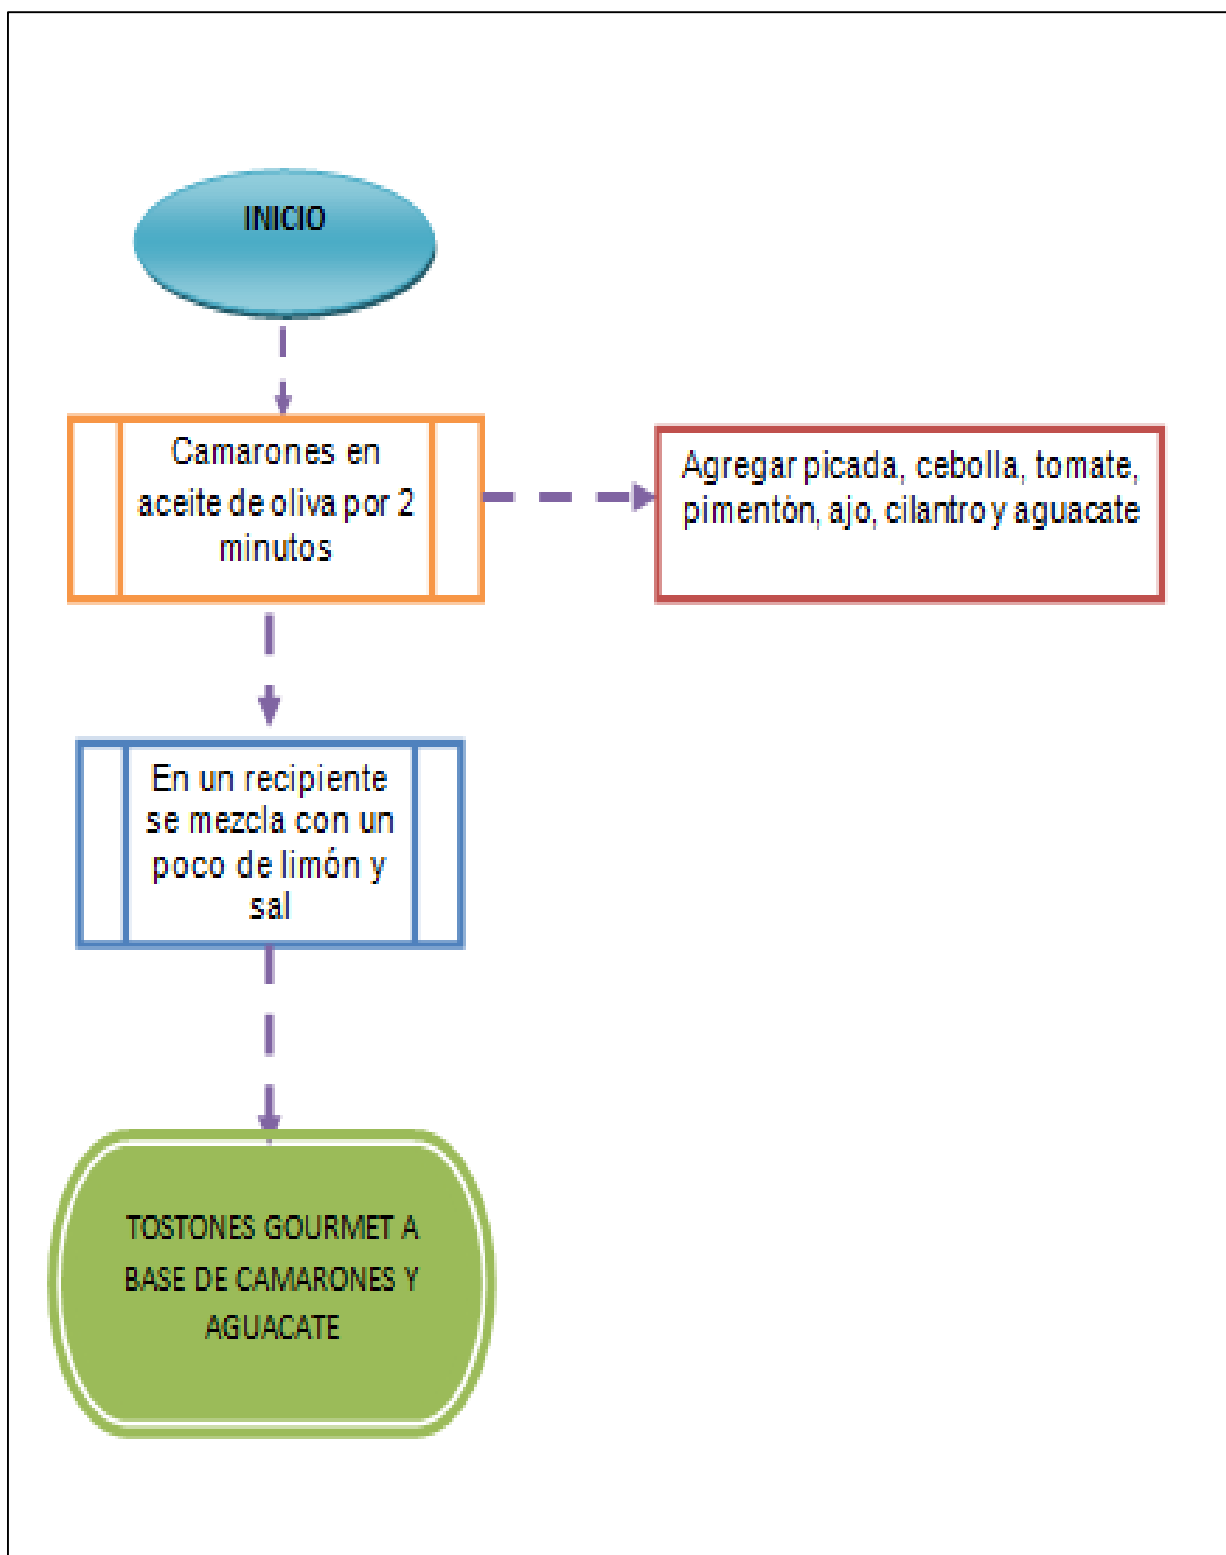 INICIO
Camarones en
aceite de oliva por 2
minutos
Agregar picada, cebolla, tomate,
pimentón, ajo, cilantro y aguacate
En un recipiente
se mezcla con un
poco de limón y
sal
TOSTONES GOURMET A
BASE DE CAMARONES Y
AGUACATE